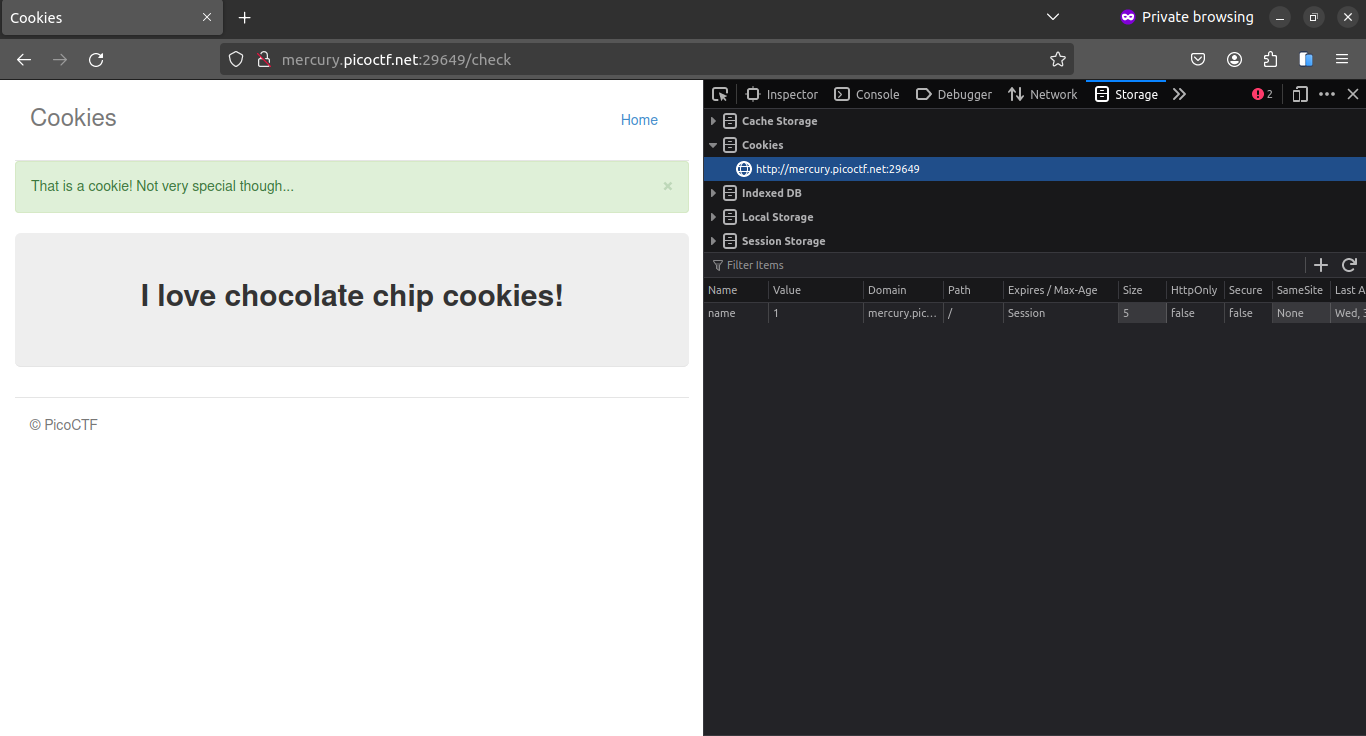 Cookies
Private browsing
mercury.picoctf.net:29649/check
Cookies
Home
That is a cookie! Not very special though...
×
I love chocolate chip cookies!
© PicoCTF
Inspector Console Debugger Network Storage 2
Cache Storage
Cookies
http://mercury.picoctf.net:29649
Indexed DB
Local Storage
Session Storage
Filter Items
Name Value Domain Path Expires / Max-Age Size HttpOnly Secure SameSite Last A
name 1 mercury.pic... / Session 5 false false None Wed, 3